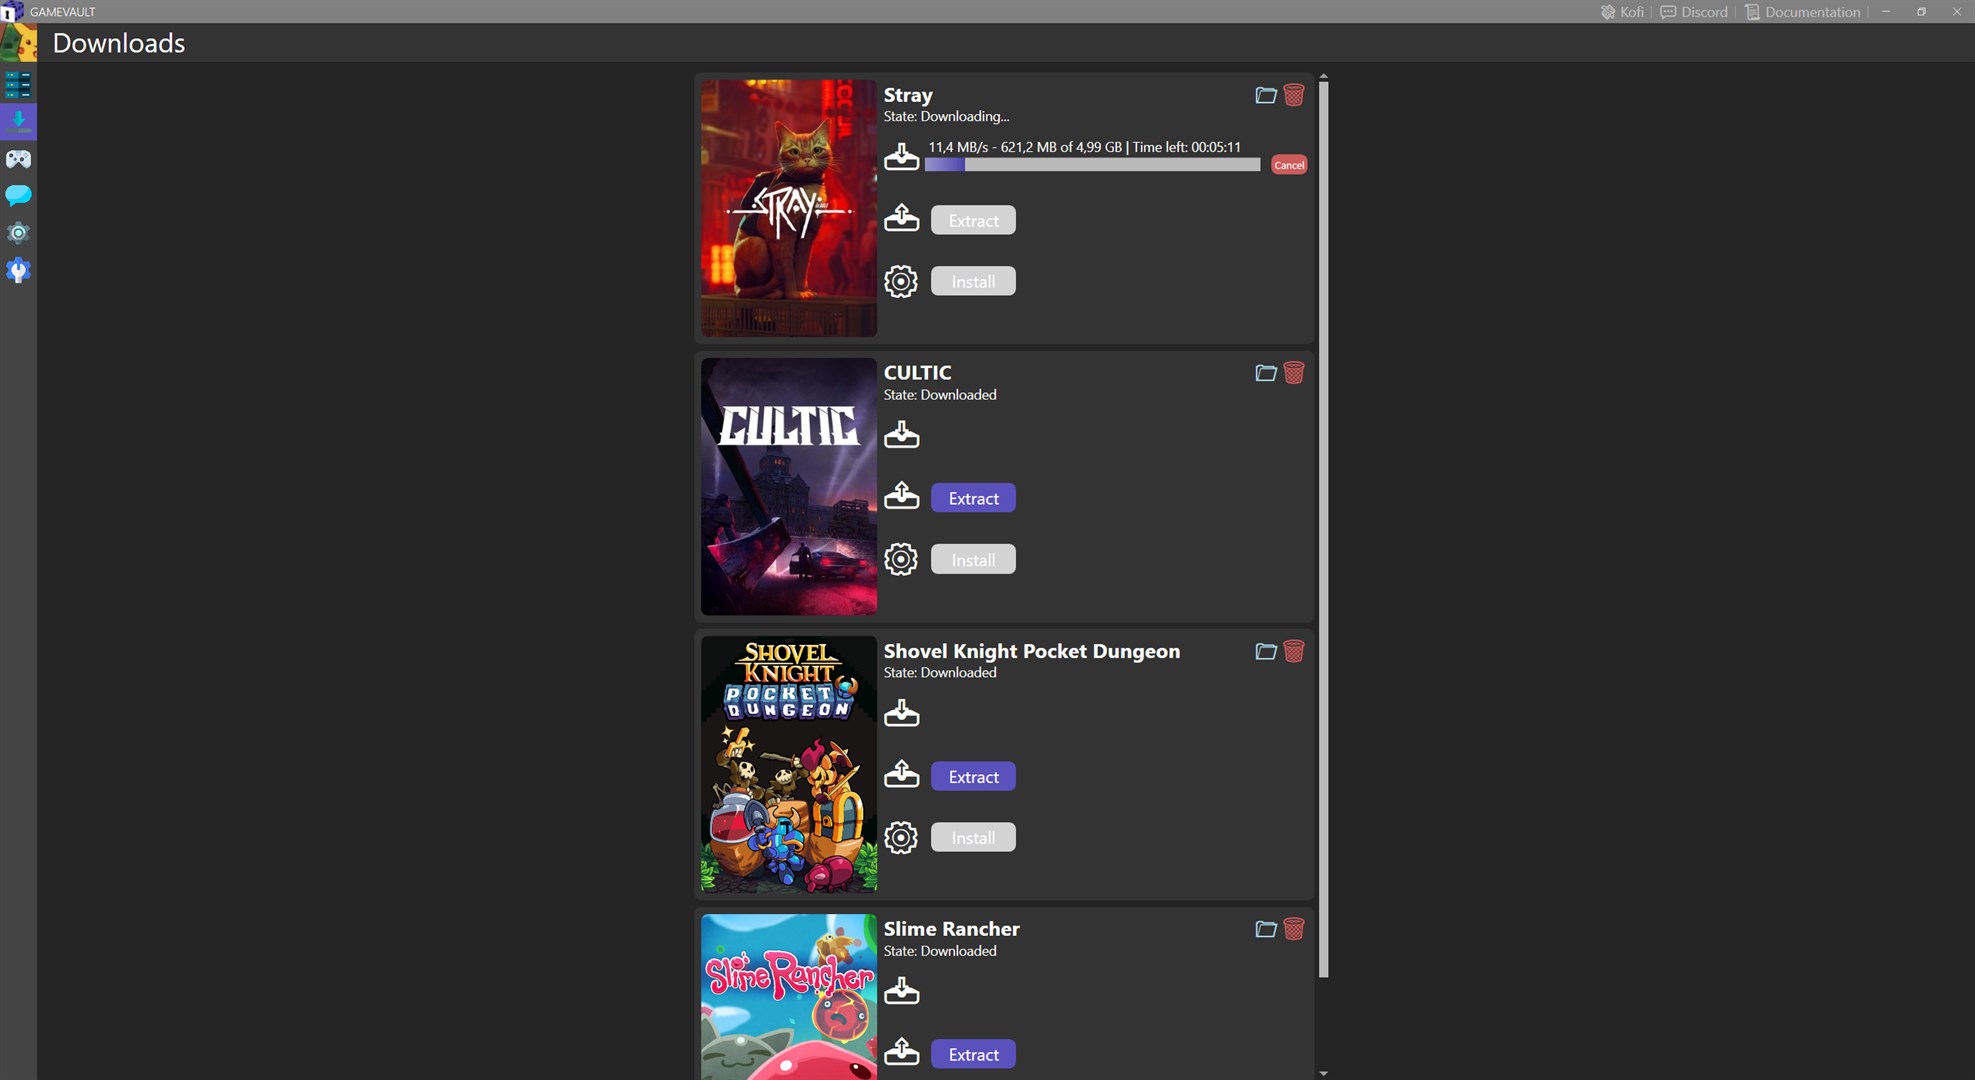 GAMEVAULT
Kofi
Discord
Documentation
Downloads
STRAY
Stray
State: Downloading...
11,4 MB/s - 621,2 MB of 4,99 GB | Time left: 00:05:11
Cancel
Extract
Install
CULTIC
CULTIC
State: Downloaded
Extract
Install
SHOVEL
KNIGHT
POCKET
DUNGEON
Shovel Knight Pocket Dungeon
State: Downloaded
Extract
Install
Slime Rancher
Slime Rancher
State: Downloaded
Extract